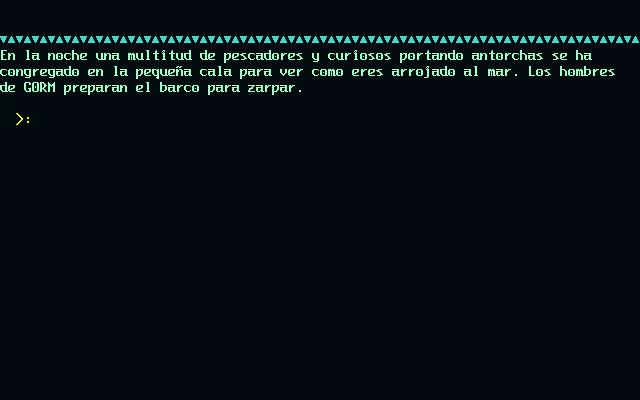 En la noche una multitud de pescadores y curiosos portando antorchas se ha
congregado en la pequeña cala para ver como eres arrojado al mar. Los hombres
de GORM preparan el barco para zarpar.
>: